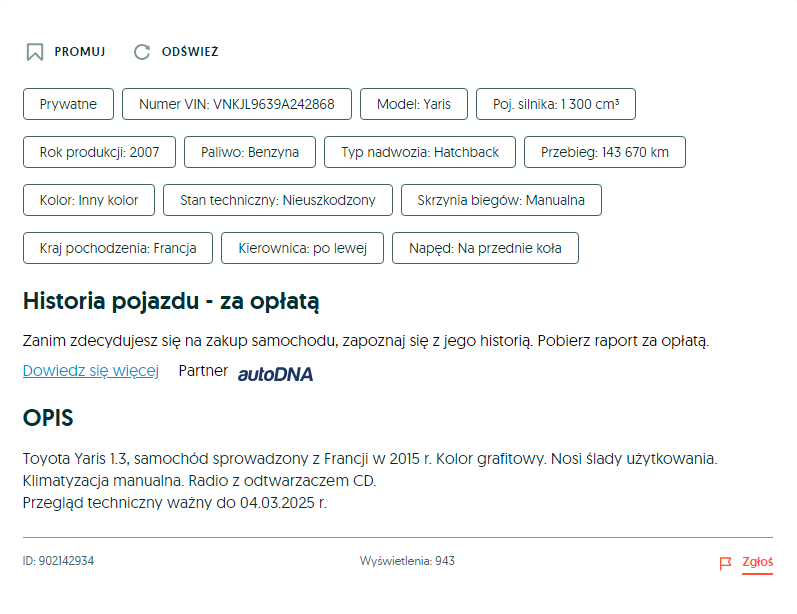 PROMUJ ODŚWIEŻ
Prywatne Numer VIN: VNKJL9639A242868 Model: Yaris Poj. silnika: 1 300 cm³
Rok produkcji: 2007 Paliwo: Benzyna Typ nadwozia: Hatchback Przebieg: 143 670 km
Kolor: Inny kolor Stan techniczny: Nieuszkodzony Skrzynia biegów: Manualna
Kraj pochodzenia: Francja Kierownica: po lewej Napęd: Na przednie koła
Historia pojazdu - za opłatą
Zanim zdecydujesz się na zakup samochodu, zapoznaj się z jego historią. Pobierz raport za opłatą.
Dowiedz się więcej Partner autoDNA
OPIS
Toyota Yaris 1.3, samochód sprowadzony z Francji w 2015 r. Kolor grafitowy. Nosi ślady użytkowania.
Klimatyzacja manualna. Radio z odtwarzaczem CD.
Przegląd techniczny ważny do 04.03.2025 r.
ID: 902142934 Wyświetlenia: 943 Zgłoś